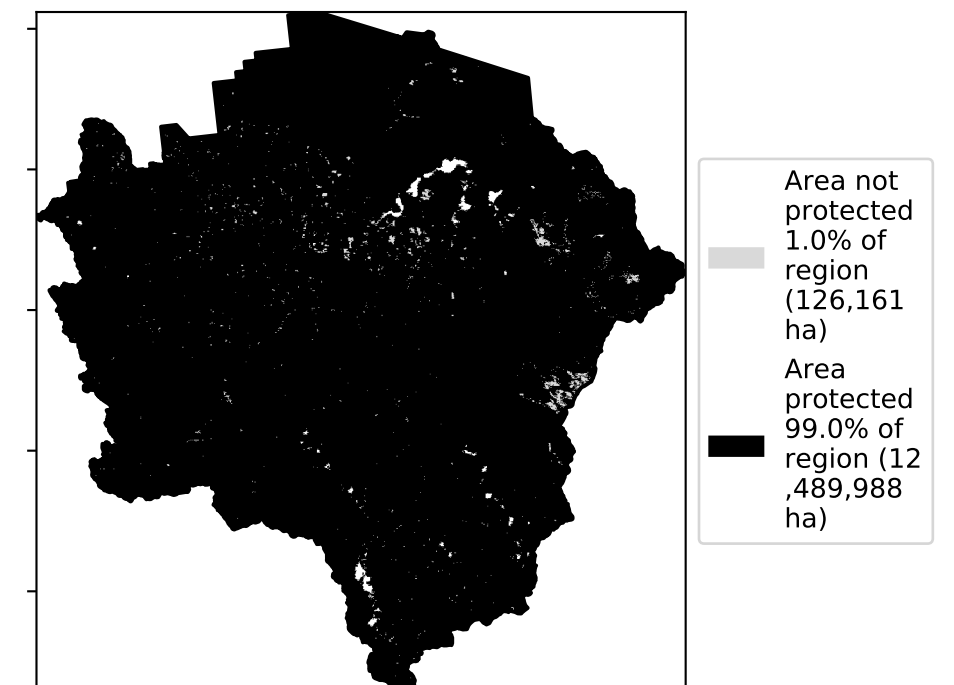 Area not
protected
1.0% of
region
(126,161
ha)
Area
protected
99.0% of
region (12
,489,988
ha)